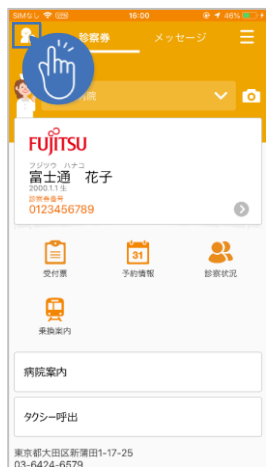 SIMなし 16:00 46%
診察券 メッセージ
病院
FUJITSU
フジツウ ハナコ
富士通 花子
2000.1.1 生
診察券番号
0123456789
31
受付票 予約情報 診察状況
乗換案内
病院案内
タクシー呼出
東京都大田区新蒲田1-17-25
03-6424-6579